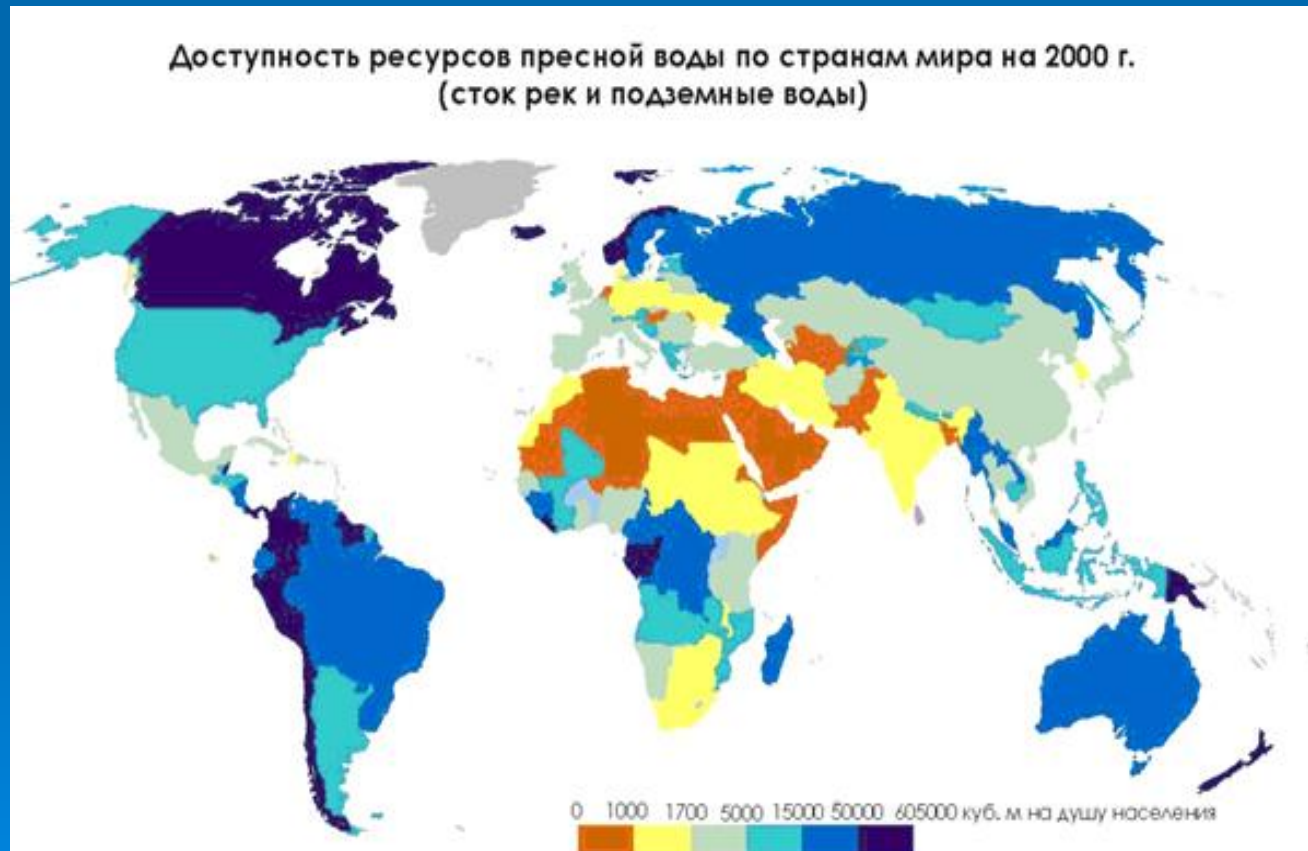 Доступность ресурсов пресной воды по странам мира на 2000 г.
(сток рек и подземные воды)
0 1000 1700 5000 15000 50000 605000 куб. м на душу населения